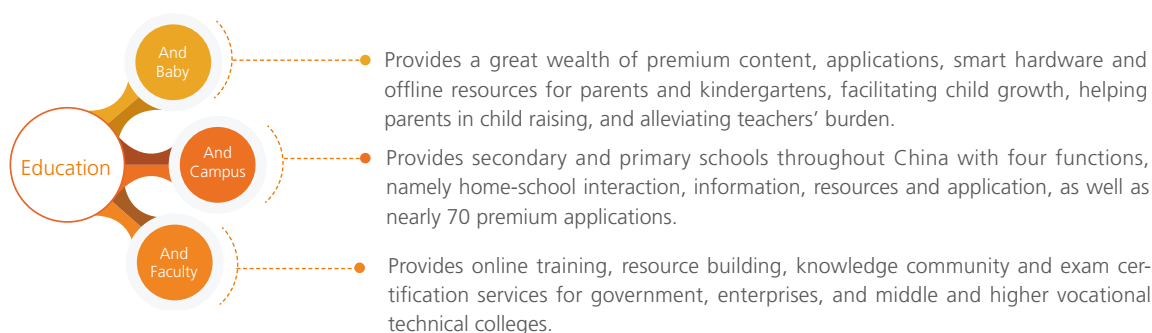 Education
And
Baby
Provides a great wealth of premium content, applications, smart hardware and
offline resources for parents and kindergartens, facilitating child growth, helping
parents in child raising, and alleviating teachers’ burden.
And
Campus
Provides secondary and primary schools throughout China with four functions,
namely home-school interaction, information, resources and application, as well as
nearly 70 premium applications.
And
Faculty
Provides online training, resource building, knowledge community and exam cer-
tification services for government, enterprises, and middle and higher vocational
technical colleges.